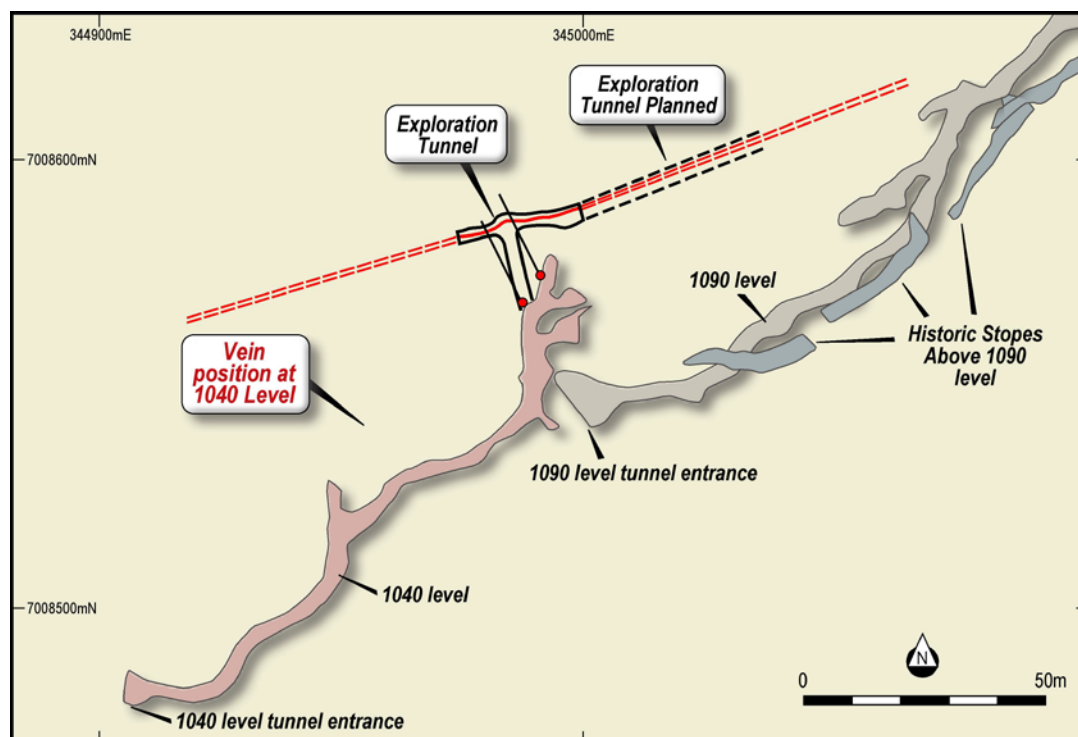 344900mE
345000mE
Exploration
Tunnel Planned
Exploration
Tunnel
7008600mN
1090 level
Historic Stopes
Above 1090
level
Vein
position at
1040 Level
1090 level tunnel entrance
1040 level
7008500mN
N
0
50m
1040 level tunnel entrance